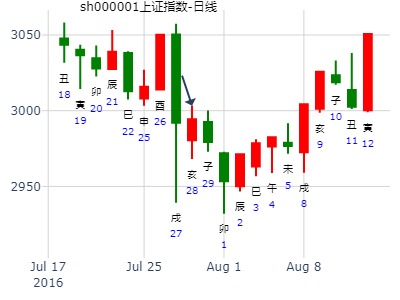 sh000001上证指数-日线
3050
3000
2950
丑
18
寅
19
卯
20
辰
21
巳
22
申
25
酉
26
戌
27
亥
28
子
29
卯
1
辰
2
巳
3
午
4
未
5
戌
8
亥
9
子
10
丑
11
寅
12
Jul 17
2016
Jul 25
Aug 1
Aug 8